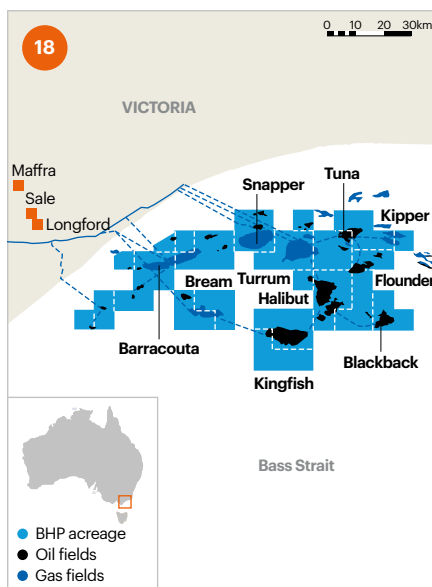 18
0 10 20 30km
VICTORIA
Maffra
Sale
Longford
Snapper
Tuna
Kipper
Bream
Turrum
Halibut
Flounder
Barracouta
Kingfish
Blackback
Bass Strait
BHP acreage
Oil fields
Gas fields